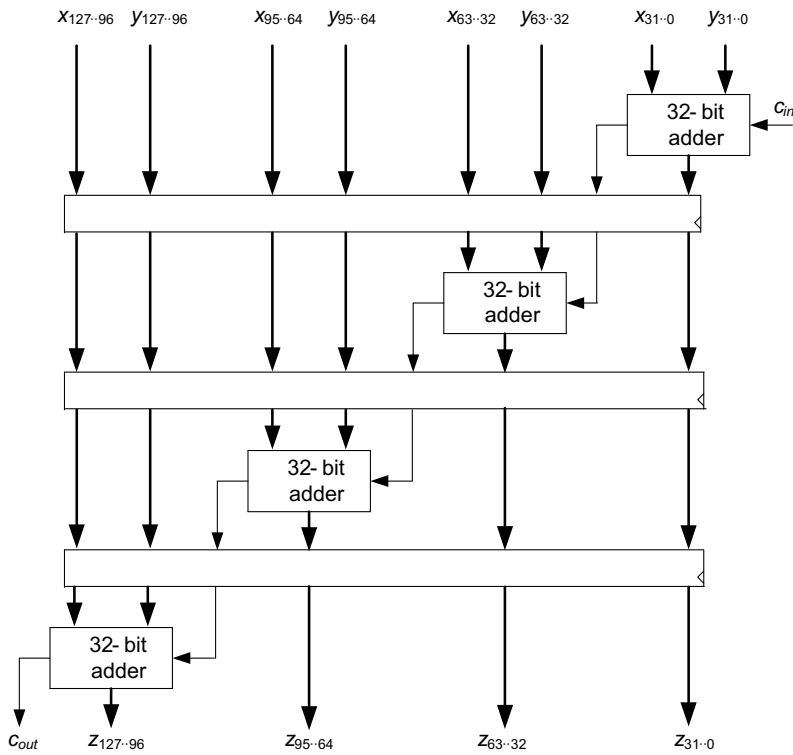 x127··96 y127··96 x95··64 y95··64 x63··32 y63··32 x31··0 y31··0
32- bit
adder
cin
32- bit
adder
32- bit
adder
32- bit
adder
cout z127··96 z95··64 z63··32 z31··0